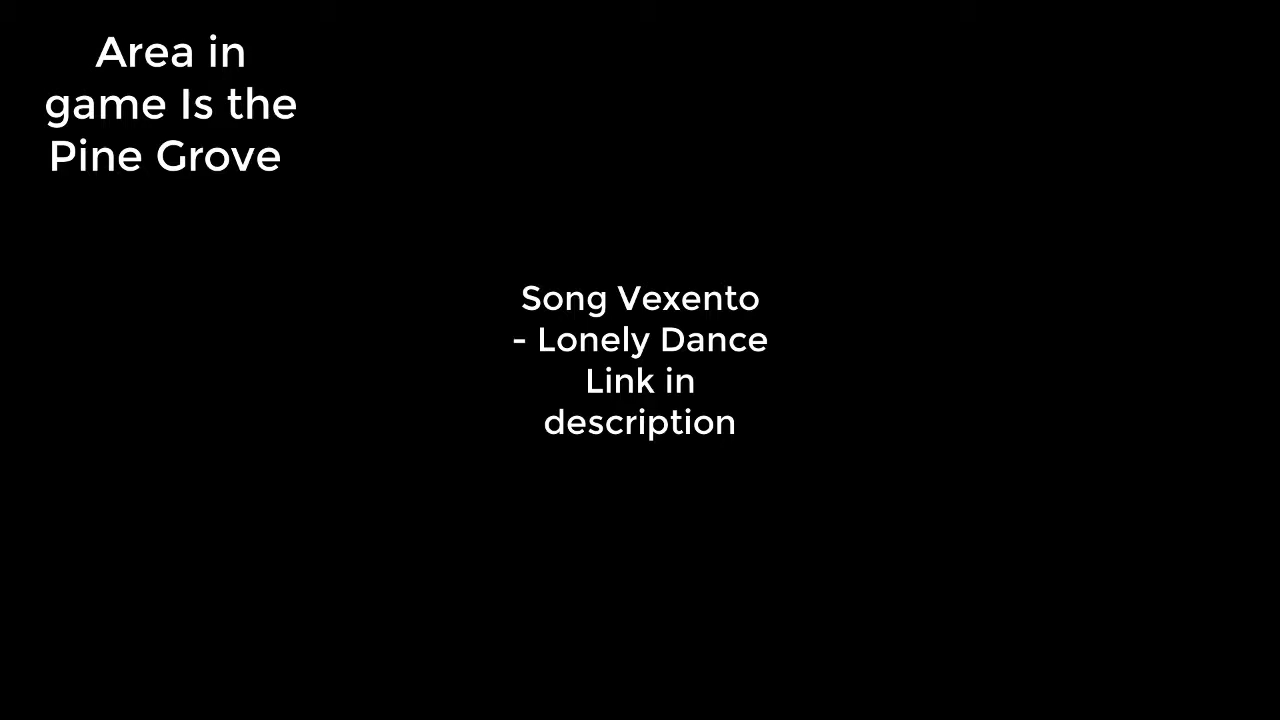 Area in
game Is the
Pine Grove
Song Vexento
- Lonely Dance
Link in
description